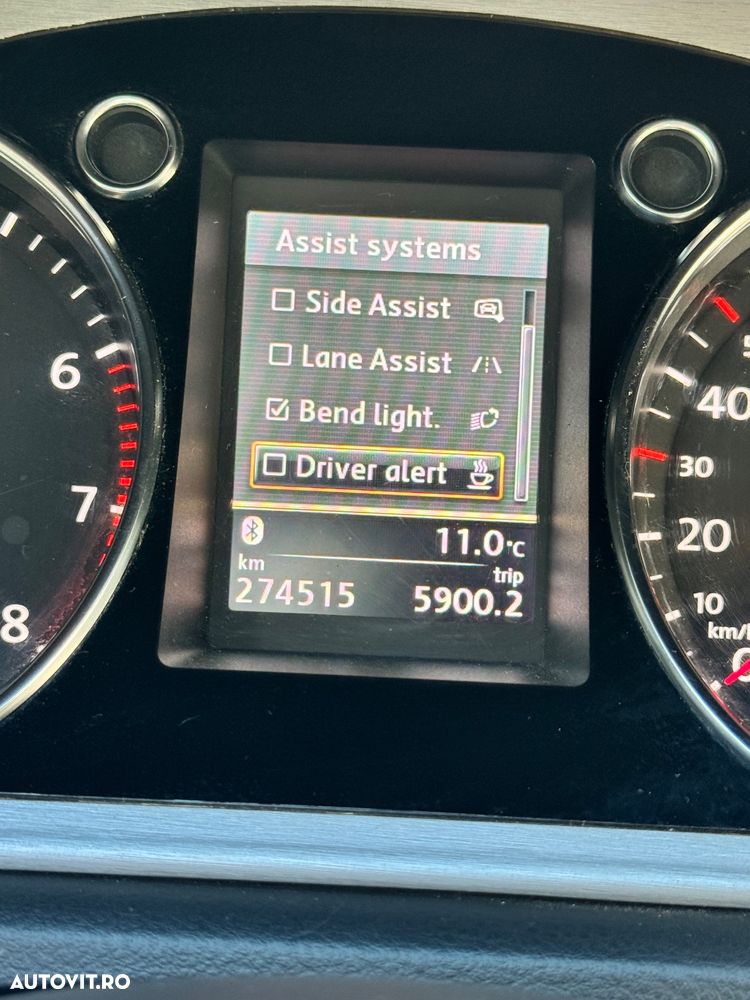 Assist systems
Side Assist
Lane Assist
Bend light.
Driver alert
11.0°C
km
trip
274515
5900.2
6
7
8
40
30
20
10
km/
AUTOVIT.RO